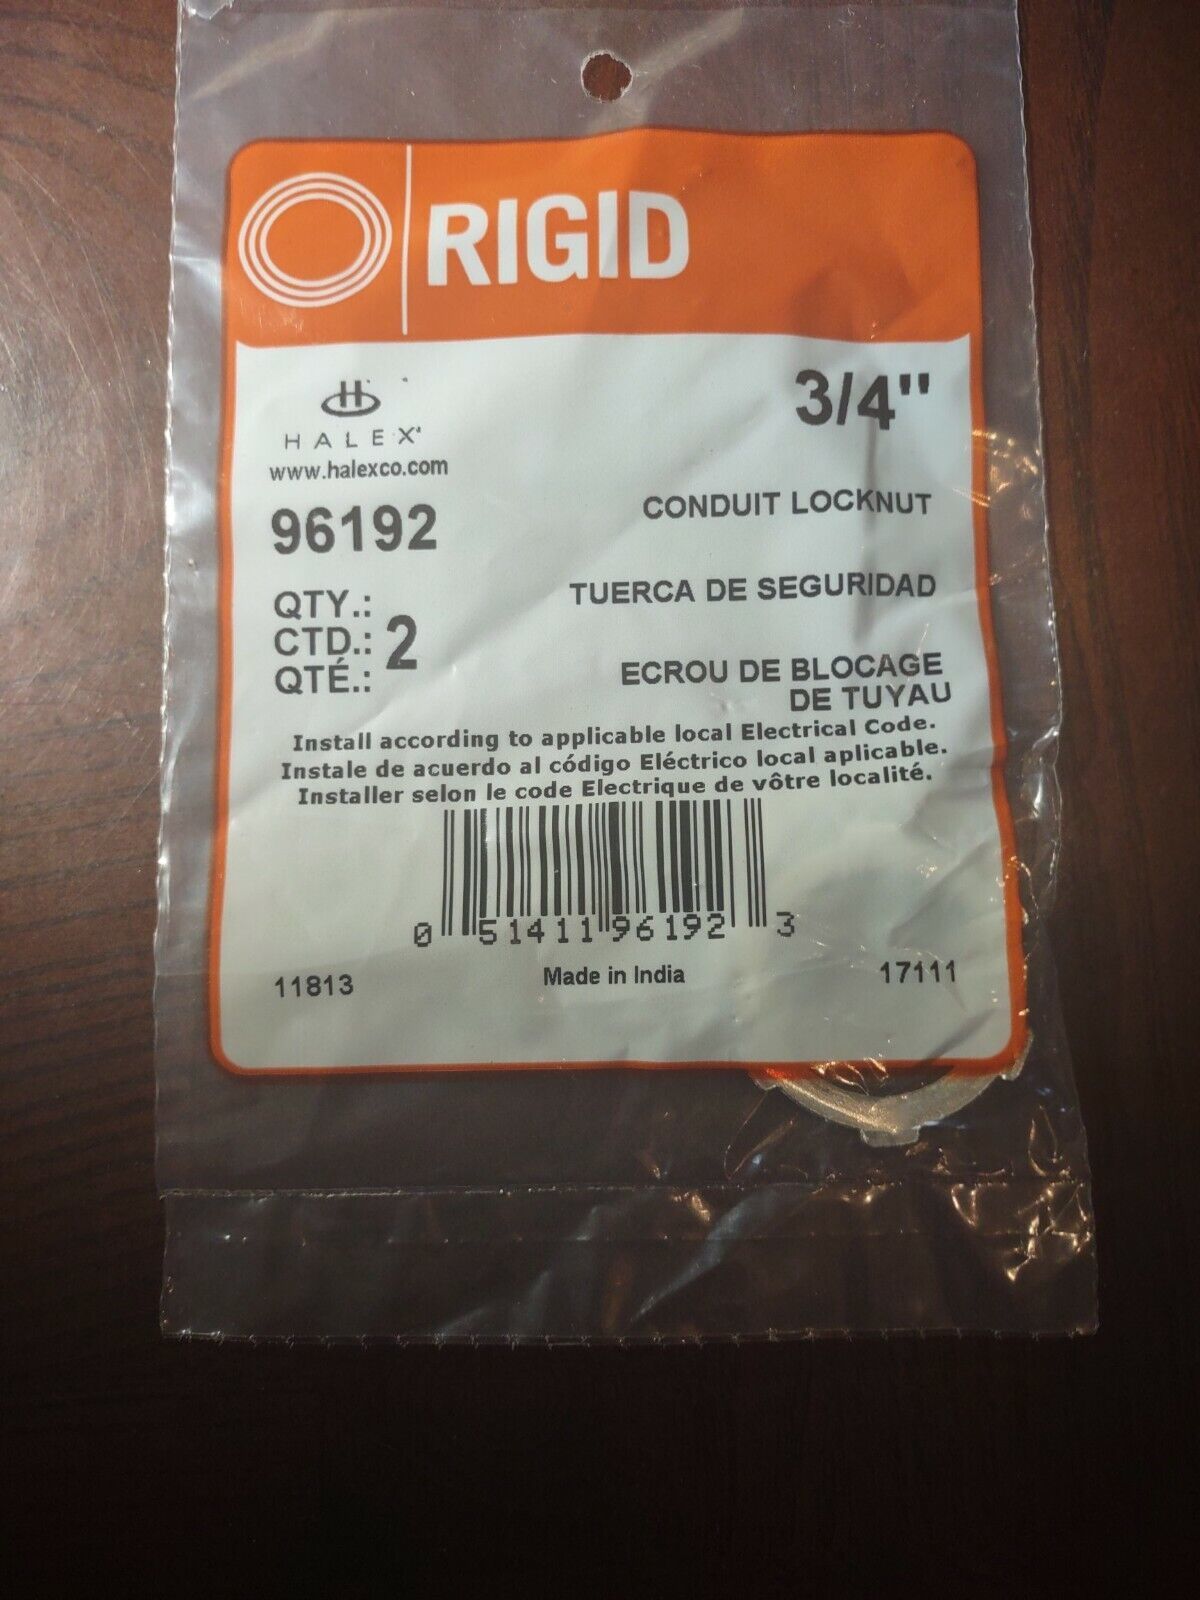 RIGID
HALEX
www.halexco.com
96192
QTY.:
CTD.: 2
QTÉ.:
3/4"
CONDUIT LOCKNUT
TUERCA DE SEGURIDAD
ECROU DE BLOCAGE
DE TUYAU
Install according to applicable local Electrical Code.
Instale de acuerdo al código Eléctrico local aplicable.
Installer selon le code Electrique de vôtre localité.
0 51411 96192 3
11813 Made in India 17111